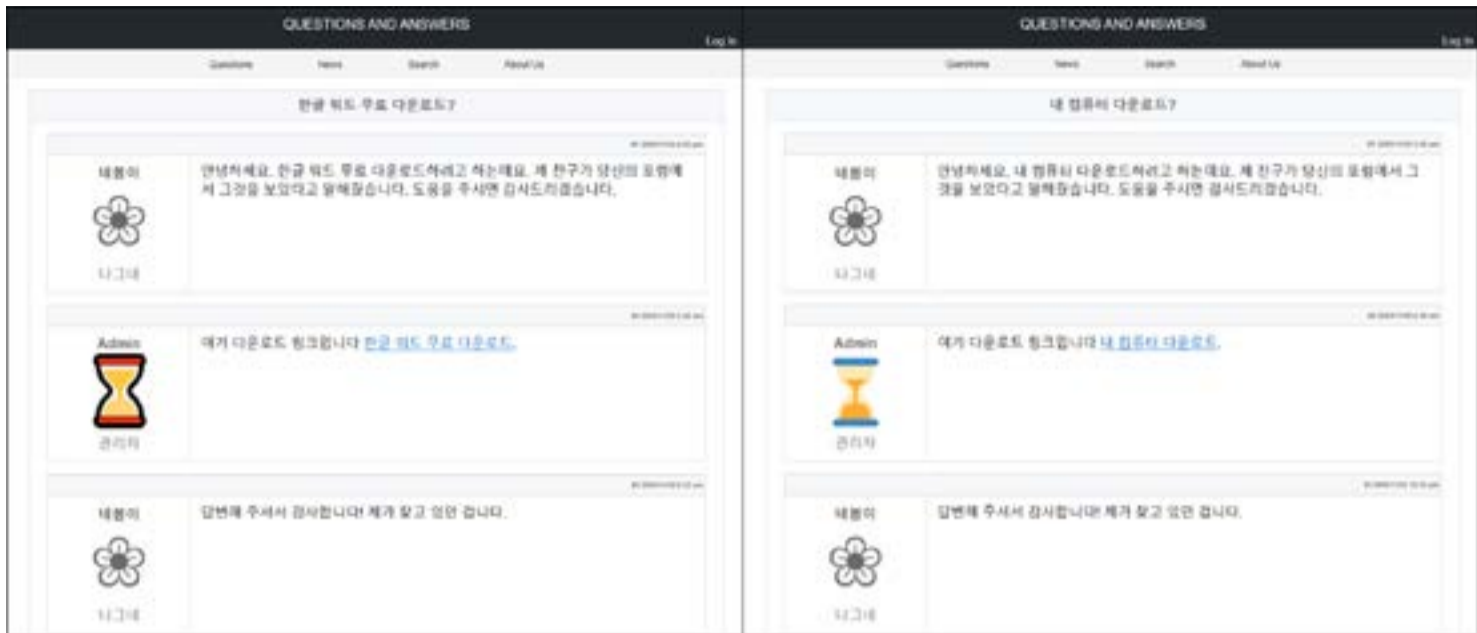 QUESTIONS AND ANSWERS
Log In
Questions News Search About Us
한글 워드 무료 다운로드?
네봄이
안녕하세요, 한글 워드 무료 다운로드하려고 하는데요. 제 친구가 당신의 포럼에
서 그것을 보았다고 말해줬습니다. 도움을 주시면 감사드리겠습니다.
나그네
Admin
여기 다운로드 링크입니다 한글 워드 무료 다운로드.
관리자
네봄이
답변해 주셔서 감사합니다! 제가 찾고 있던 겁니다.
나그네
QUESTIONS AND ANSWERS
Log In
Questions News Search About Us
내 컴퓨터 다운로드?
네봄이
안녕하세요, 내 컴퓨터 다운로드하려고 하는데요. 제 친구가 당신의 포럼에서 그
것을 보았다고 말해줬습니다. 도움을 주시면 감사드리겠습니다.
나그네
Admin
여기 다운로드 링크입니다 내 컴퓨터 다운로드.
관리자
네봄이
답변해 주셔서 감사합니다! 제가 찾고 있던 겁니다.
나그네